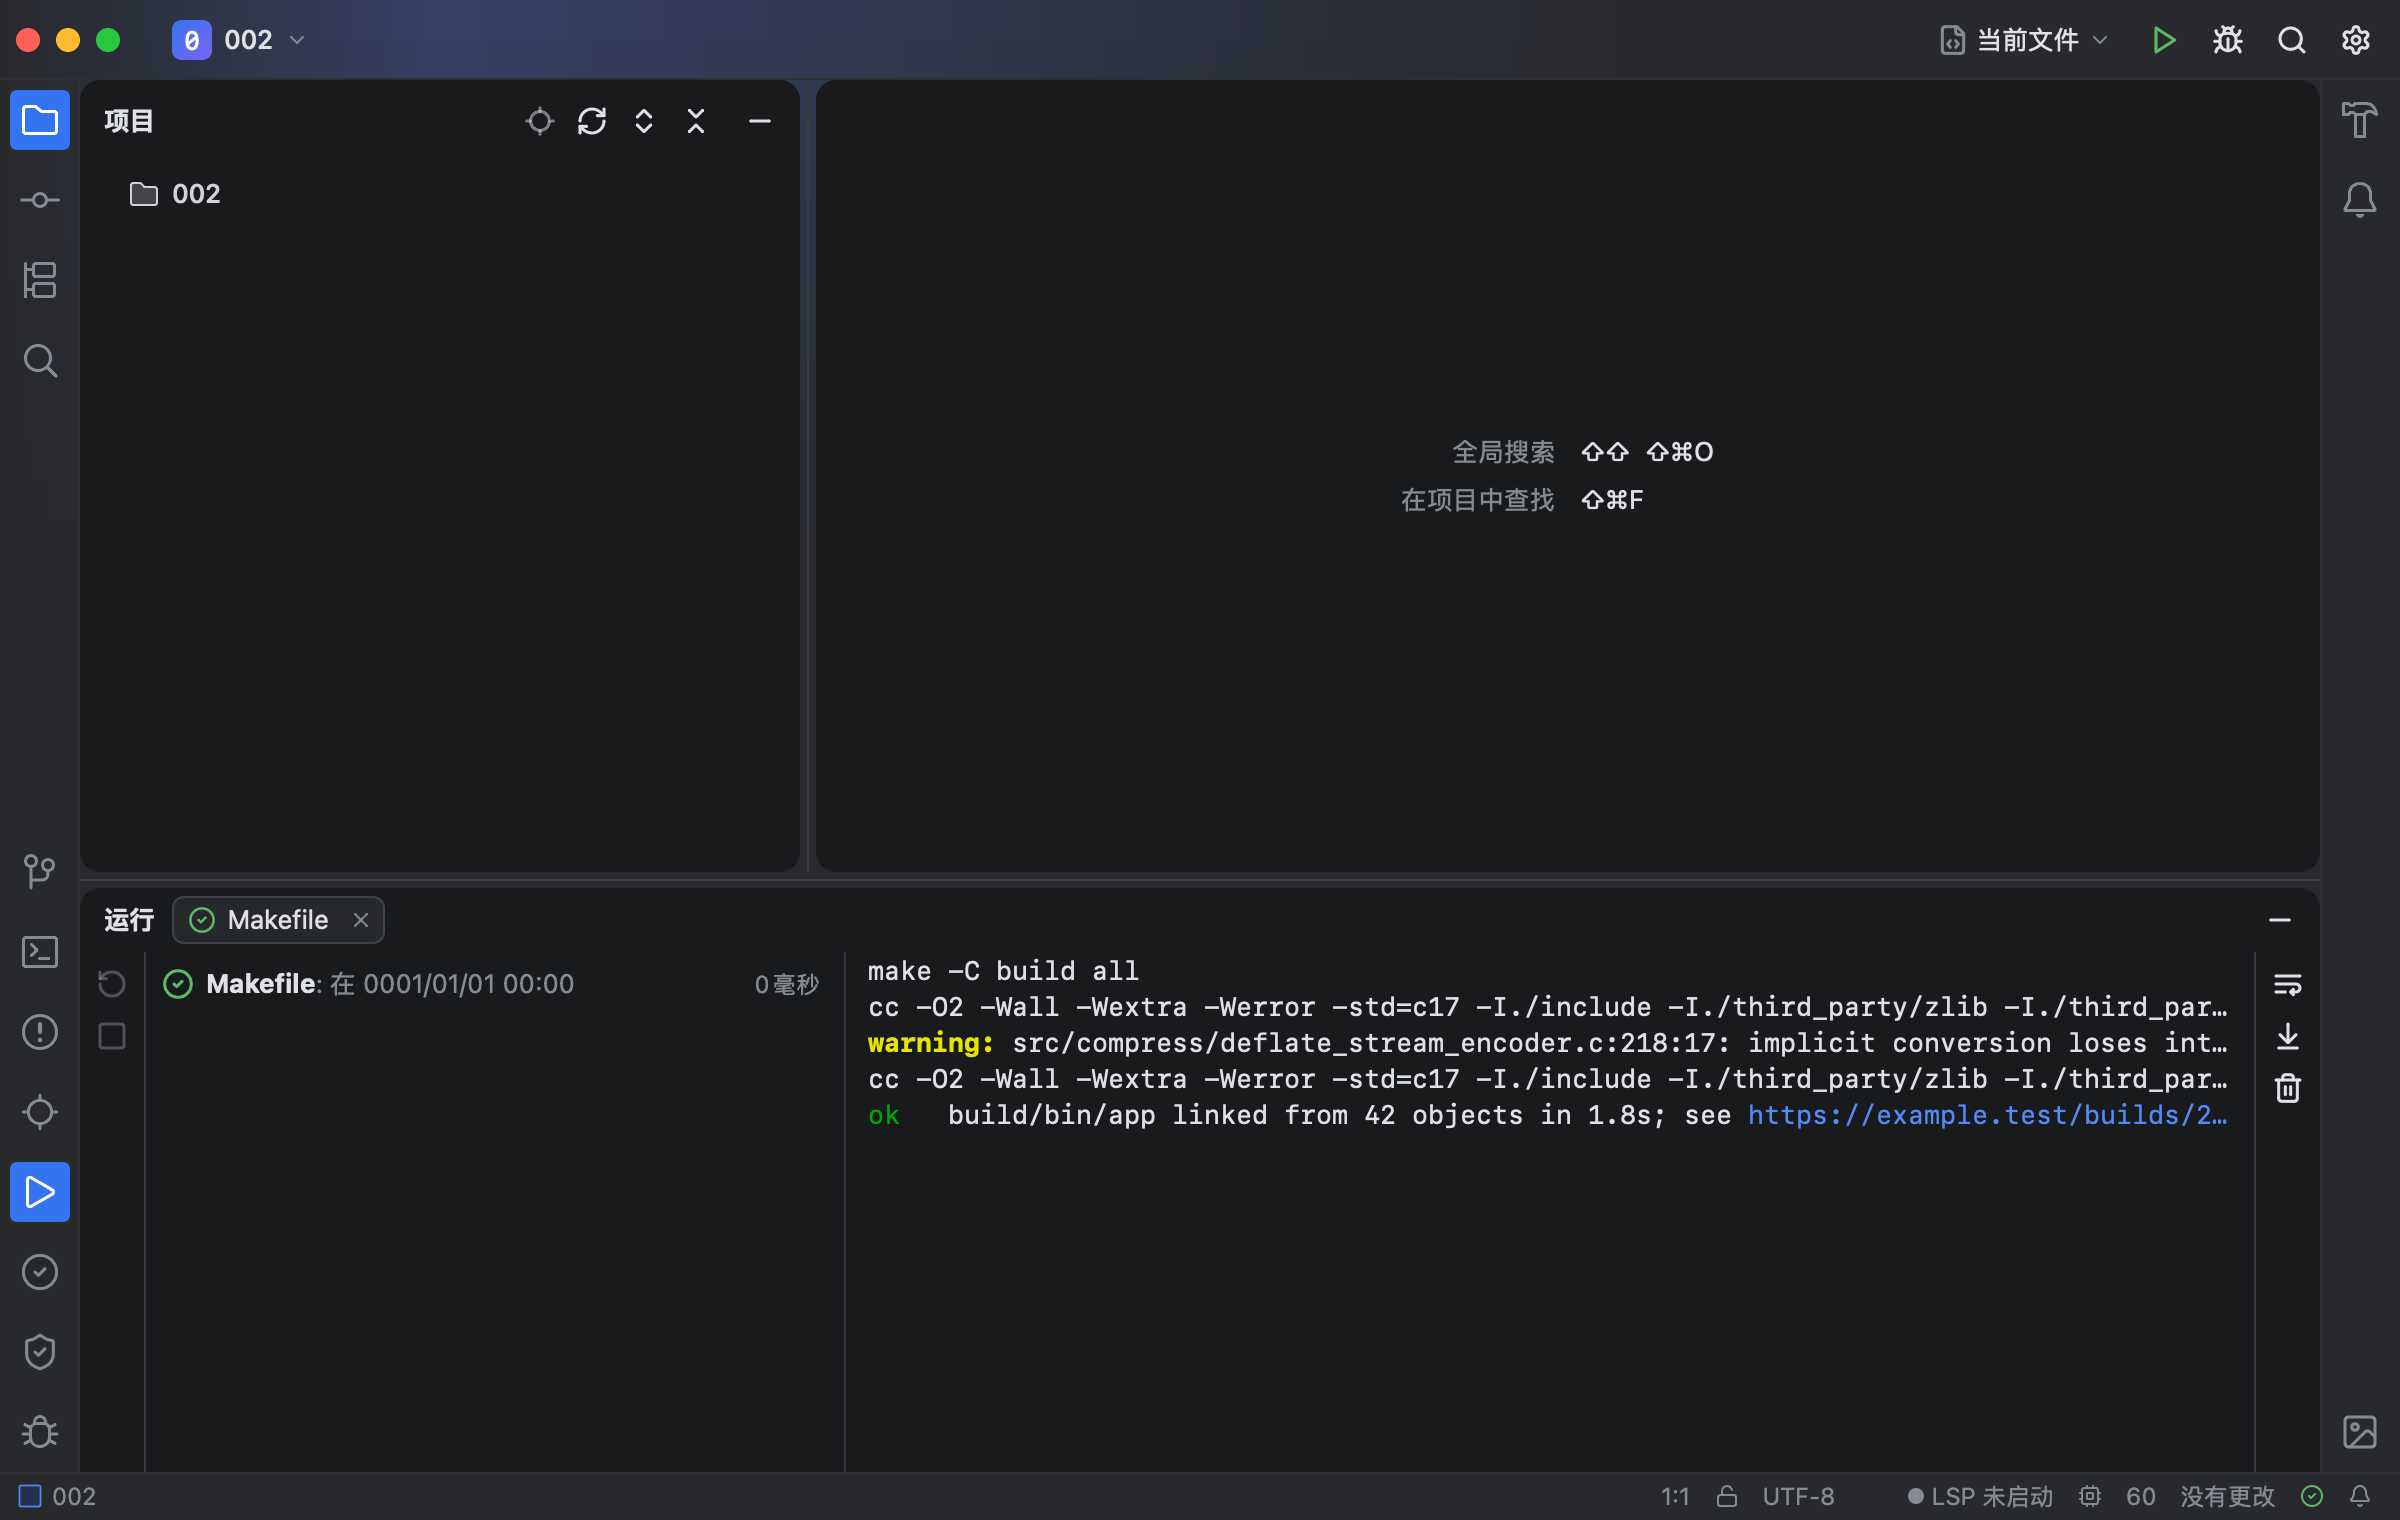 0 002
当前文件
项目
002
全局搜索 ⇧⇧ ⇧⌘O
在项目中查找 ⇧⌘F
运行 Makefile
Makefile: 在 0001/01/01 00:00 0毫秒
make -C build all
cc -O2 -Wall -Wextra -Werror -std=c17 -I./include -I./third_party/zlib -I./third_par…
warning: src/compress/deflate_stream_encoder.c:218:17: implicit conversion loses int…
cc -O2 -Wall -Wextra -Werror -std=c17 -I./include -I./third_party/zlib -I./third_par…
ok build/bin/app linked from 42 objects in 1.8s; see https://example.test/builds/2…
002 1:1 UTF-8 LSP 未启动 60 没有更改